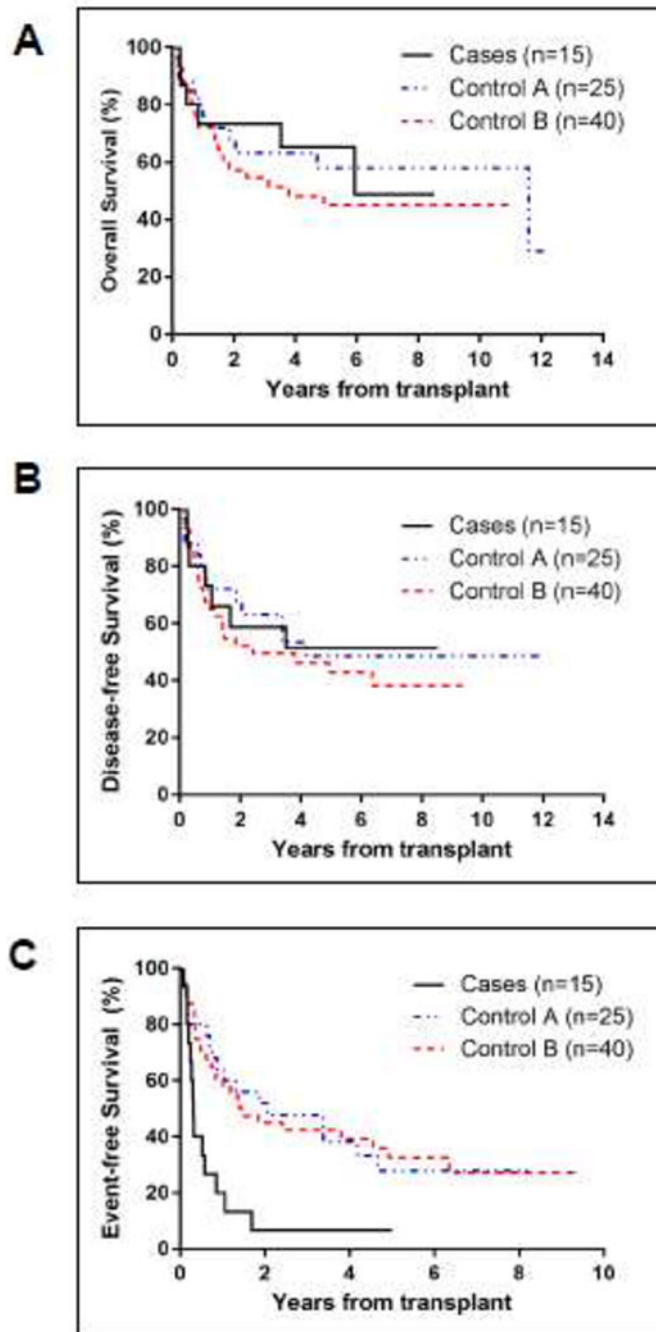 A
100
80
60
40
20
0
Overall Survival (%)
Cases (n=15)
Control A (n=25)
Control B (n=40)
0 2 4 6 8 10 12 14
Years from transplant
B
100
80
60
40
20
0
Disease-free Survival (%)
Cases (n=15)
Control A (n=25)
Control B (n=40)
0 2 4 6 8 10 12 14
Years from transplant
C
100
80
60
40
20
0
Event-free Survival (%)
Cases (n=15)
Control A (n=25)
Control B (n=40)
0 2 4 6 8 10
Years from transplant